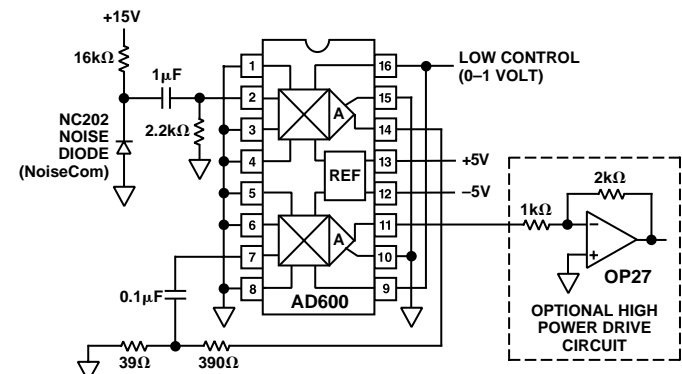 +15V
16kΩ
1μF
NC202
NOISE
DIODE
(NoiseCom)
2.2kΩ
1
2
3
4
5
6
7
8
A
REF
A
AD600
16
15
14
13
12
11
10
9
LOW CONTROL
(0–1 VOLT)
+5V
–5V
1kΩ
2kΩ
–
+
OP27
OPTIONAL HIGH
POWER DRIVE
CIRCUIT
0.1μF
39Ω
390Ω